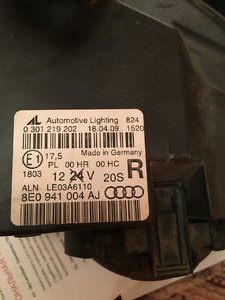 AL Automotive Lighting 824
0 301 219 202 18.04.09 1520
E1 17,5 Made in Germany
PL 00 HR 00 HC
1803 12 24 V 20S R
ALN LE03A6110
8E0 941 004 AJ